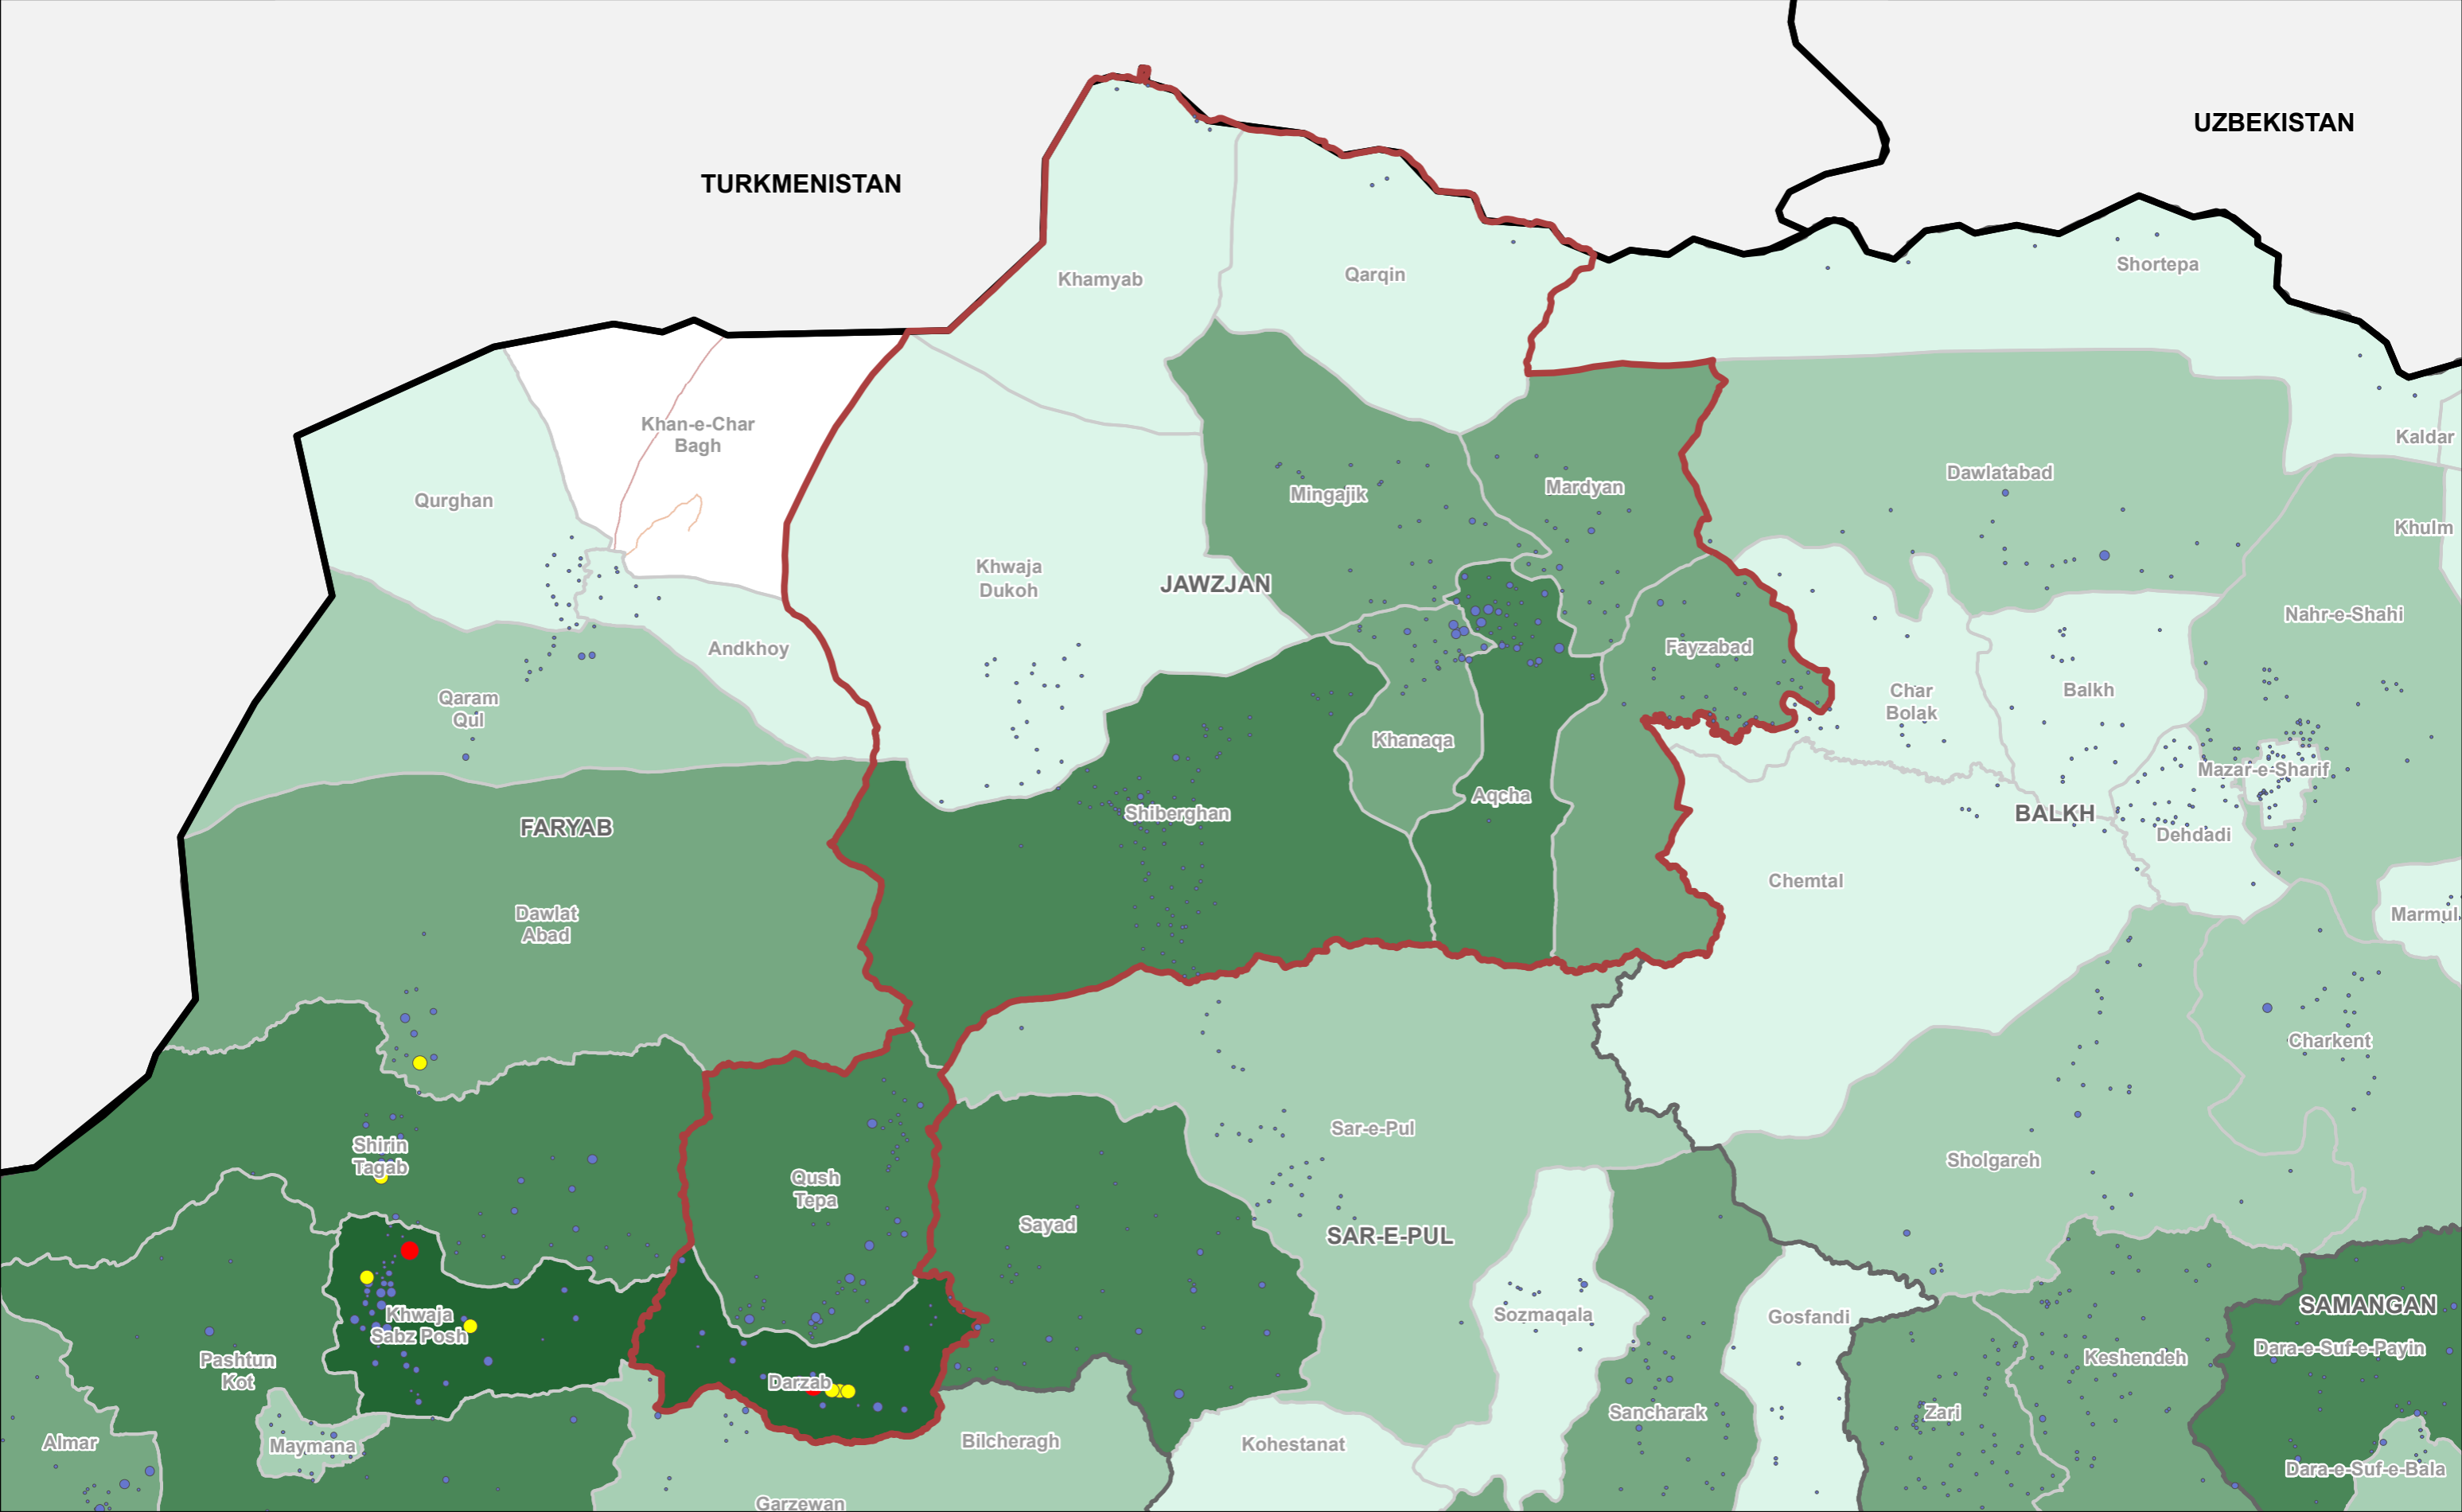 UZBEKISTAN
TURKMENISTAN
Shortepa
Qarqin
Khamyab
Khan-e-Char
Bagh
Kaldar
Dawlatabad
Mardyan
Mingajik
Qurghan
Khulm
Khwaja
Dukoh
JAWZJAN
Nahr-e-Shahi
Andkhoy
Fayzabad
Char
Bolak
Balkh
Qaram
Qul
Khanaqa
Mazar-e-Sharif
Aqcha
Shiberghan
BALKH
FARYAB
Dehdadi
Chemtal
Dawlat
Abad
Marmul
Charkent
Sar-e-Pul
Shirin
Tagab
Sholgareh
Qush
Tepa
Sayad
SAR-E-PUL
SAMANGAN
Sozmaqala
Gosfandi
Khwaja
Sabz Posh
Dara-e-Suf-e-Payin
Keshendeh
Pashtun
Kot
Darzab
Sancharak
Zari
Almar
Maymana
Bilcheragh
Kohestanat
Dara-e-Suf-e-Bala
Garzewan